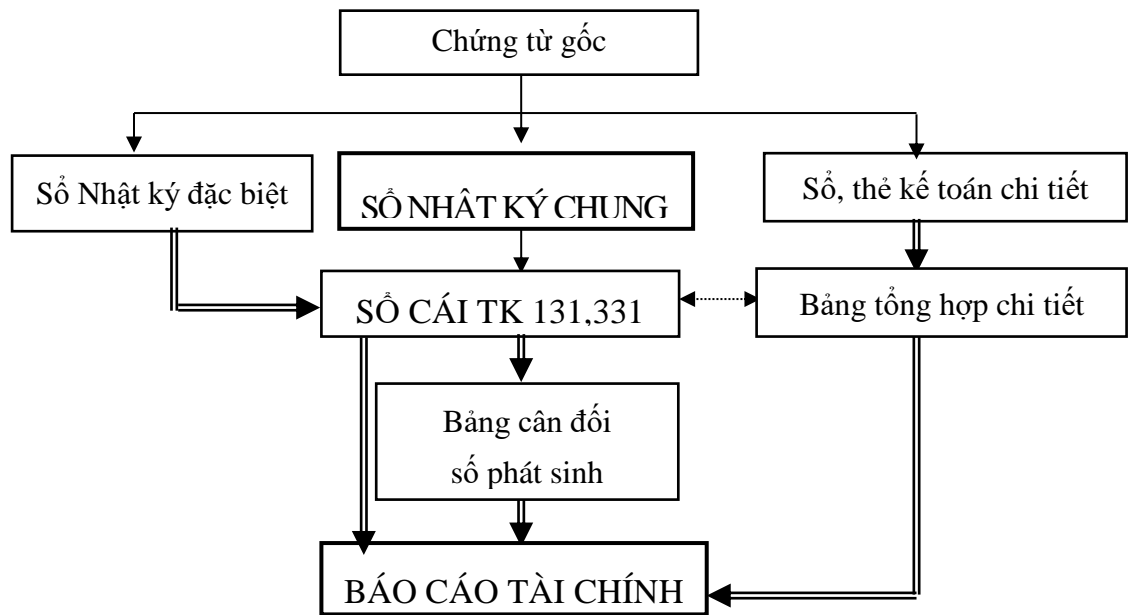 Chứng từ gốc
Sổ Nhật ký đặc biệt
SỔ NHÂT KÝ CHUNG
Sổ, thẻ kế toán chi tiết
SỔ CÁI TK 131,331
Bảng tổng hợp chi tiết
Bảng cân đối
số phát sinh
BÁO CÁO TÀI CHÍNH